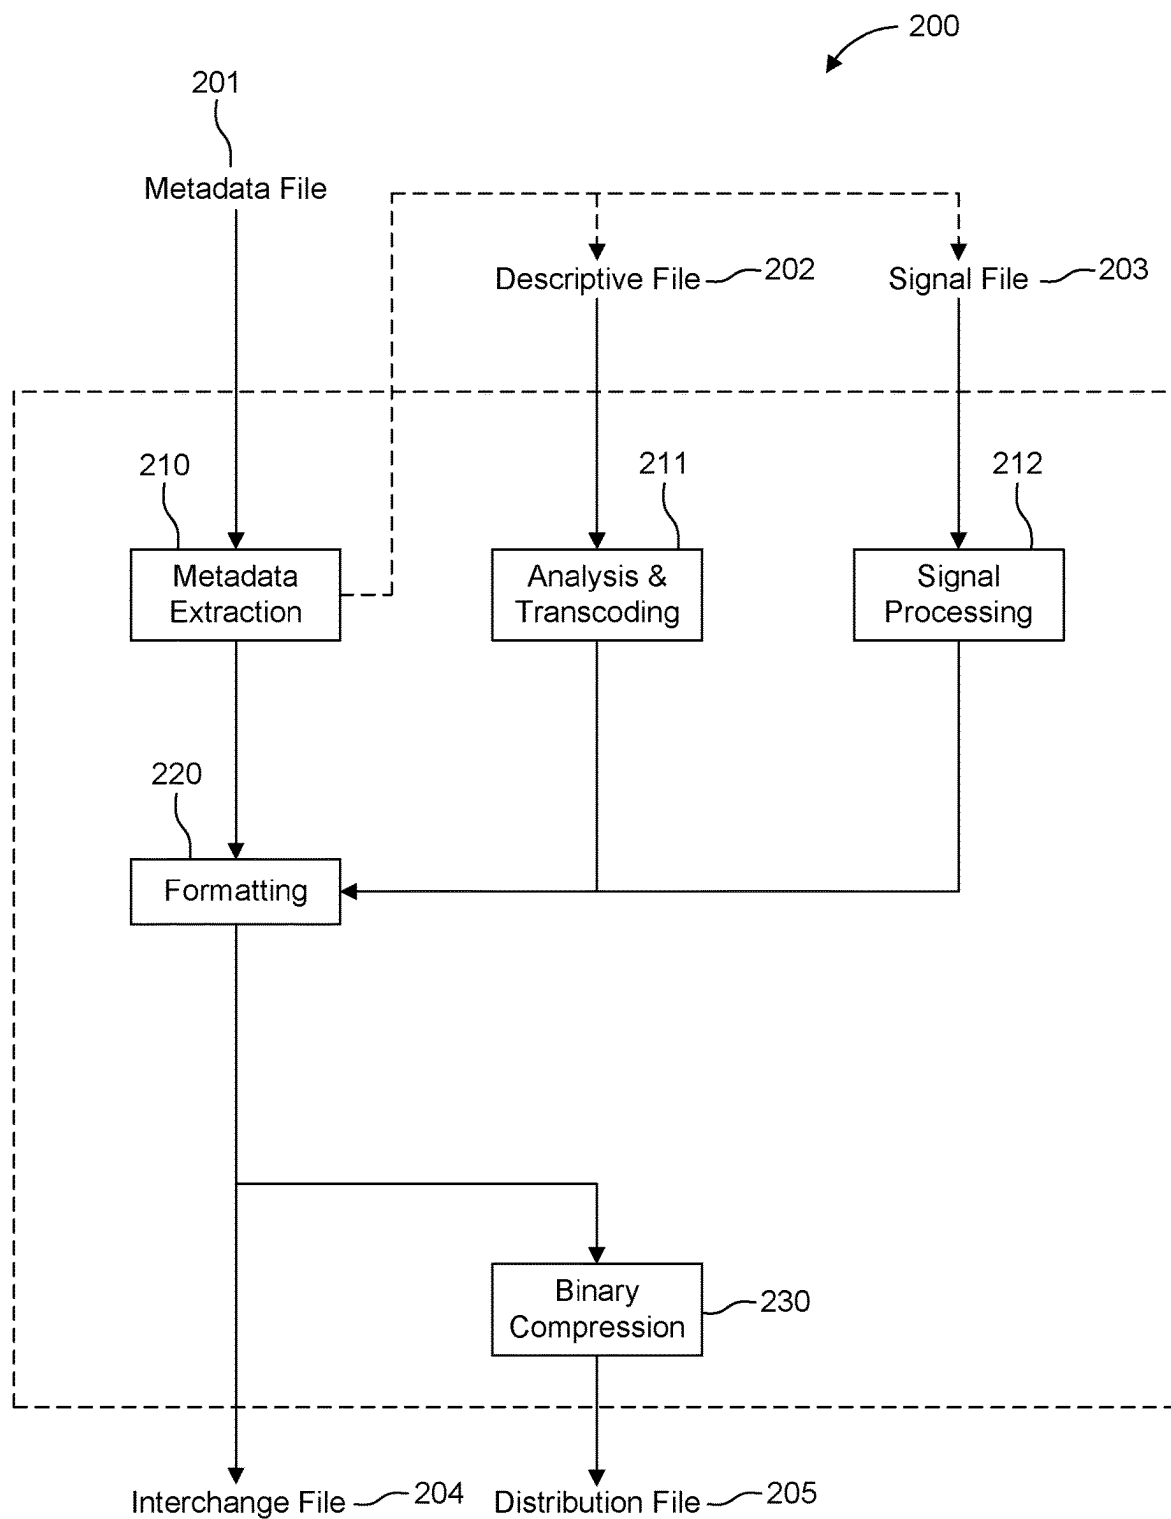 200
201
Metadata File
Descriptive File 202
Signal File 203
210
211
212
Metadata
Extraction
Analysis &
Transcoding
Signal
Processing
220
Formatting
Binary
Compression
230
Interchange File 204
Distribution File 205